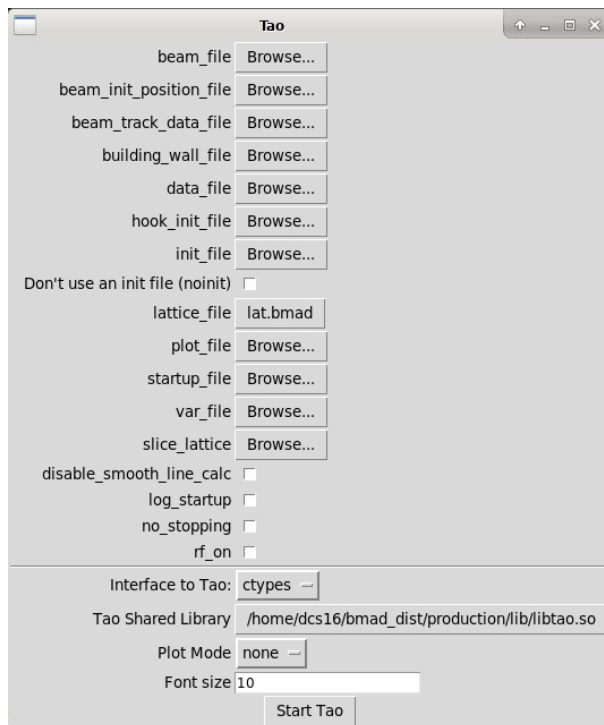 Tao
beam_file Browse...
beam_init_position_file Browse...
beam_track_data_file Browse...
building_wall_file Browse...
data_file Browse...
hook_init_file Browse...
init_file Browse...
Don't use an init file (noinit)
lattice_file lat.bmad
plot_file Browse...
startup_file Browse...
var_file Browse...
slice_lattice Browse...
disable_smooth_line_calc
log_startup
no_stopping
rf_on
Interface to Tao: ctypes
Tao Shared Library /home/dcs16/bmad_dist/production/lib/libtao.so
Plot Mode none
Font size 10
Start Tao